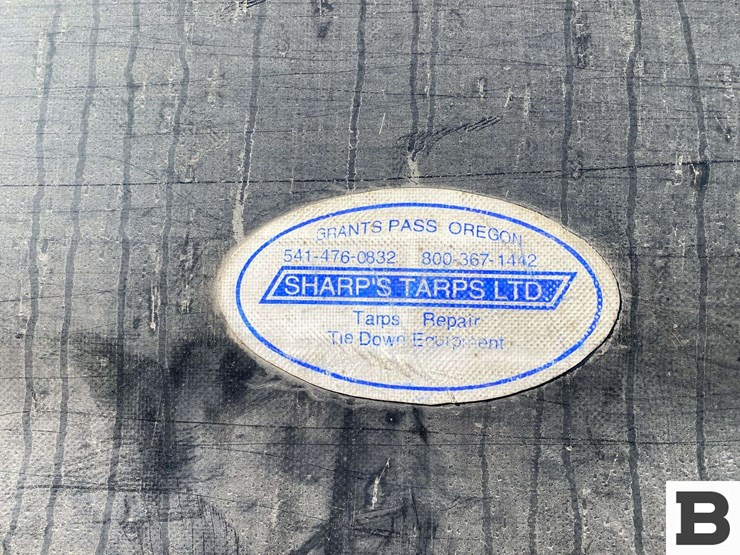 GRANTS PASS OREGON
541-476-0832 800-367-1442
SHARP'S TARPS LTD.
Tarps Repair
Tie Down Equipment
B